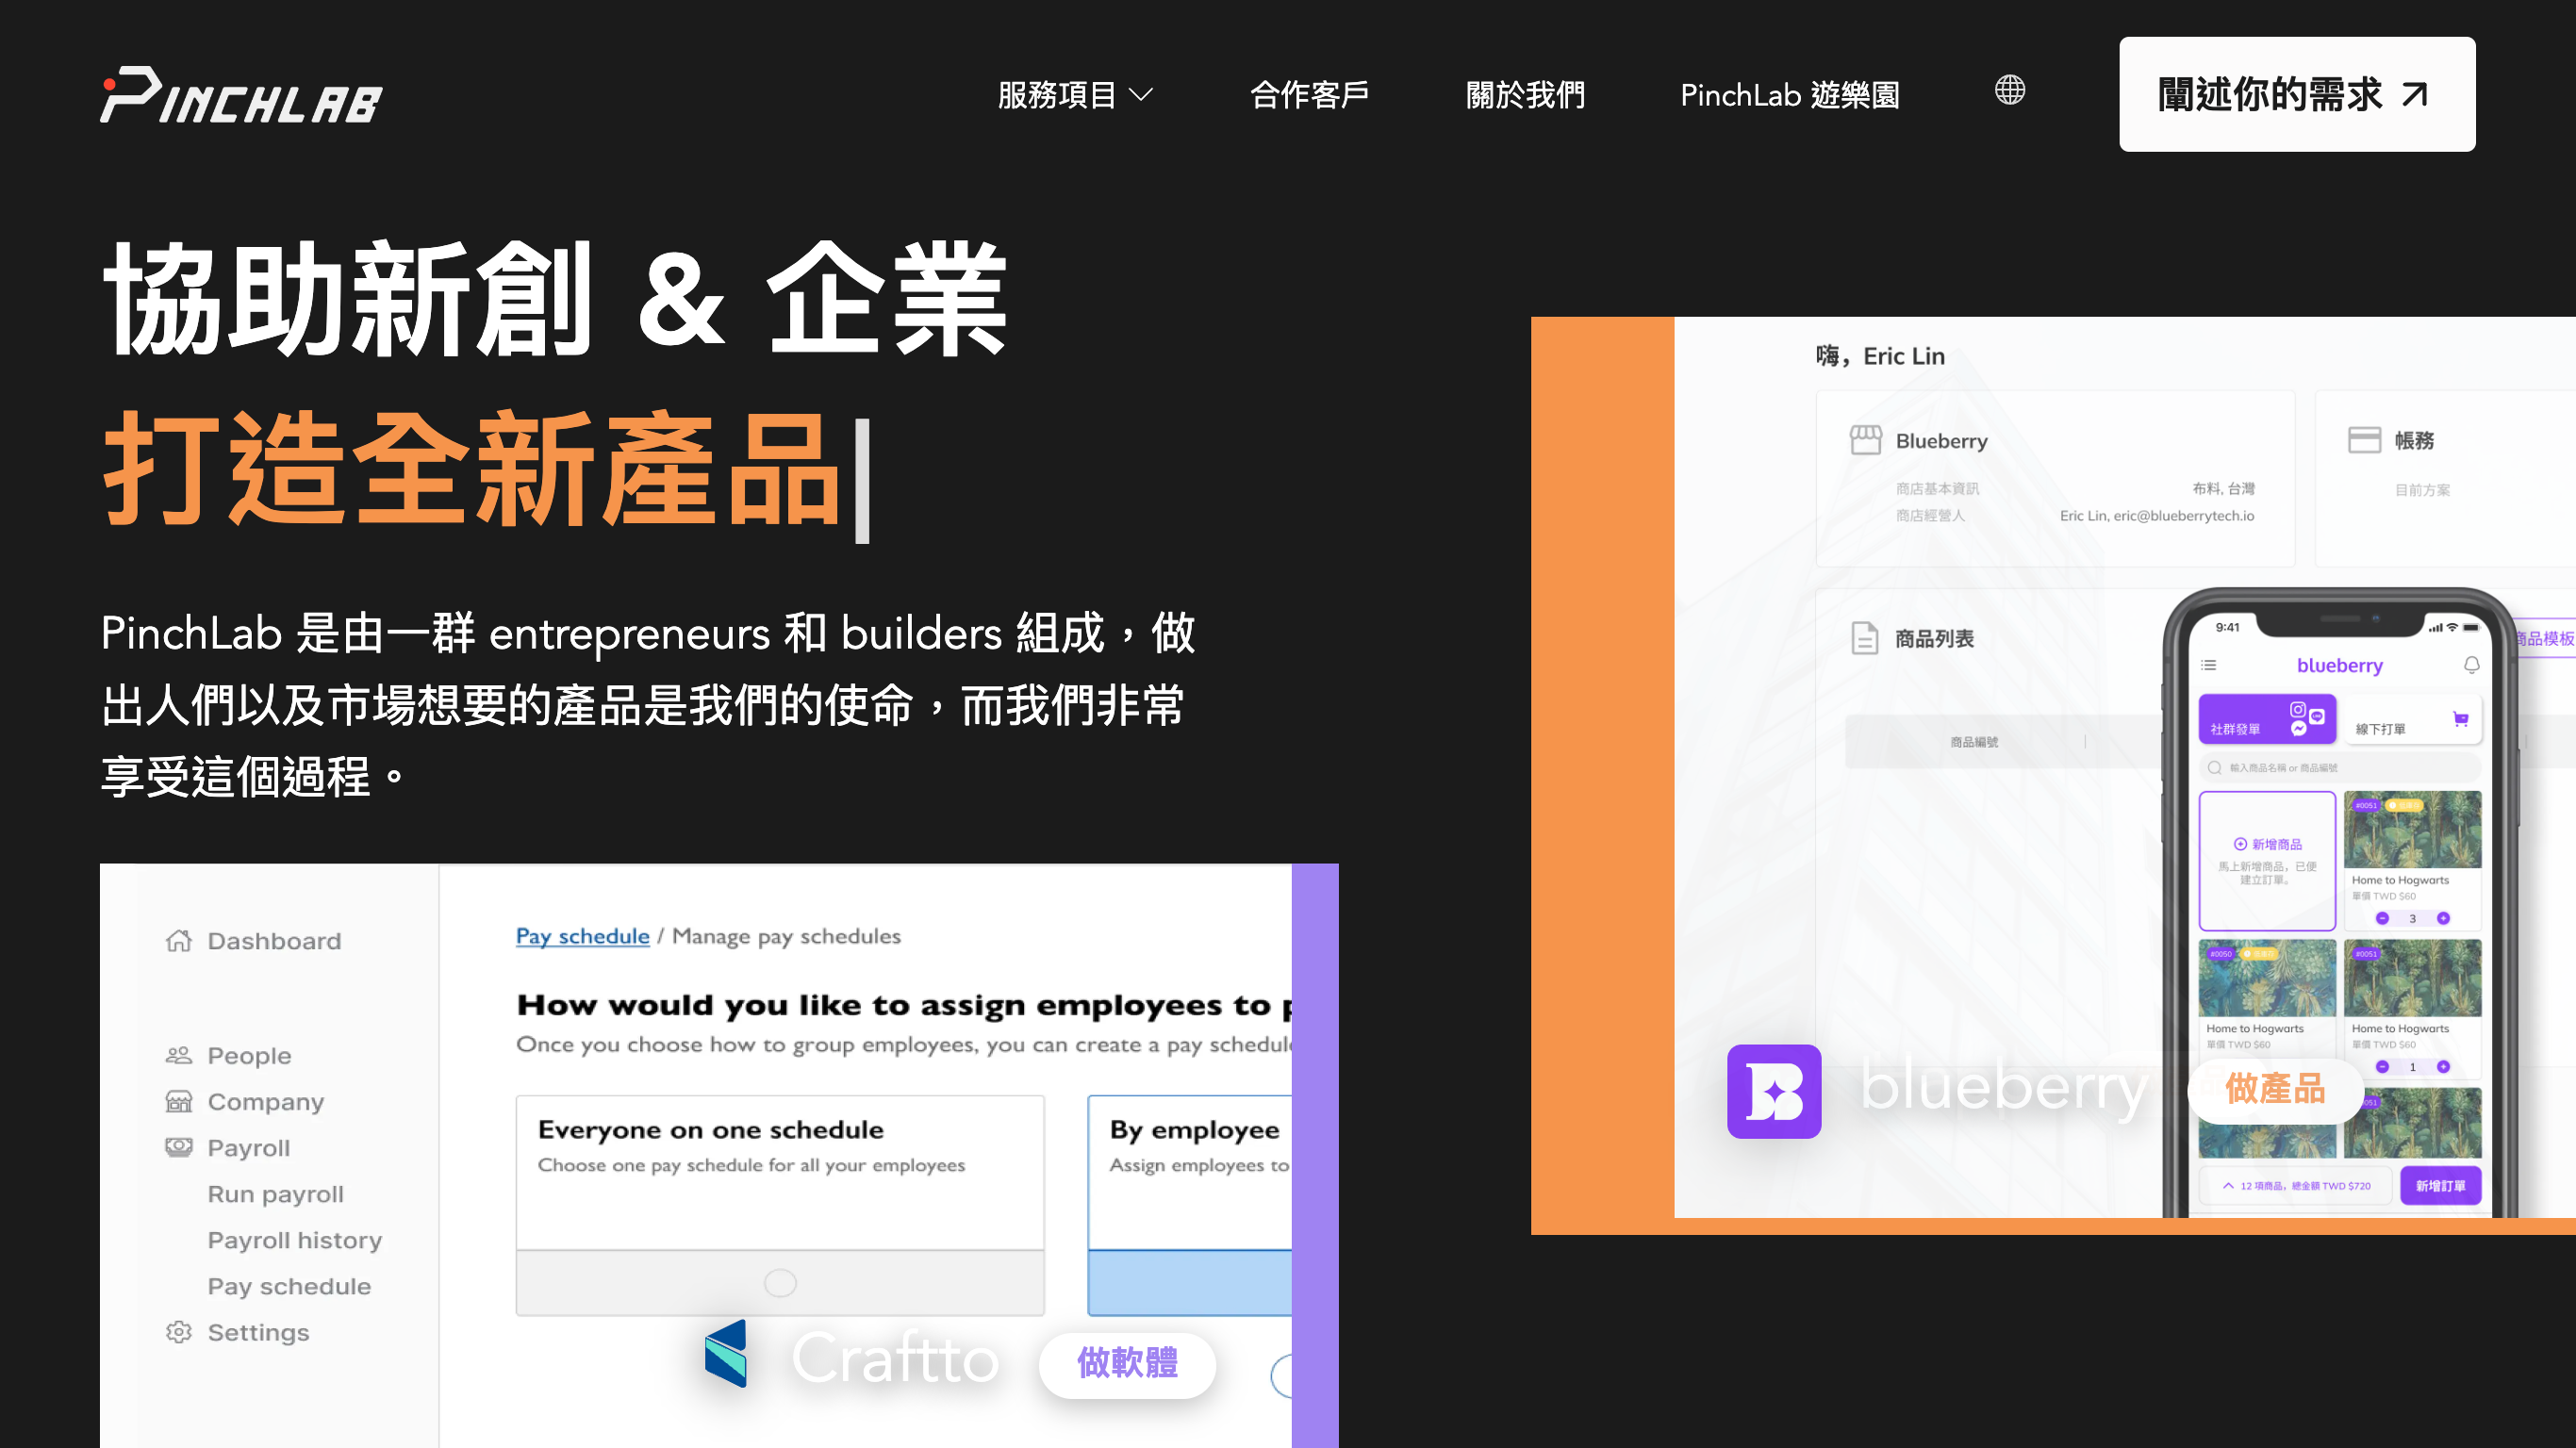 PINCHLAB
服務項目
合作客戶
關於我們
PinchLab 遊樂園
闡述你的需求
協助新創 & 企業
打造全新產品
PinchLab 是由一群 entrepreneurs 和 builders 組成，做
出人們以及市場想要的產品是我們的使命，而我們非常
享受這個過程。
Dashboard
People
Company
Payroll
Run payroll
Payroll history
Pay schedule
Settings
Pay schedule / Manage pay schedules
How would you like to assign employees to
Once you choose how to group employees, you can create a pay
Everyone on one schedule
Choose one pay schedule for all your employees
By employee
Assign employees to
Craftto
做軟體
嗨，Eric Lin
Blueberry
商店基本資訊
布料, 台灣
商店經營人
Eric Lin, eric@blueberrytech.io
帳務
目前方案
商品列表
商品模板
商品編號
9:41
blueberry
社群發單
線下打單
輸入商品名稱 or 商品編號
新增商品
馬上新增商品，已便
建立訂單。
#0051
Home to Hogwarts
單價 TWD $60
3
#0050
Home to Hogwarts
單價 TWD $60
#0051
Home to Hogwarts
單價 TWD $60
1
12 項商品，總金額 TWD $720
新增訂單
B
blueberry
做產品